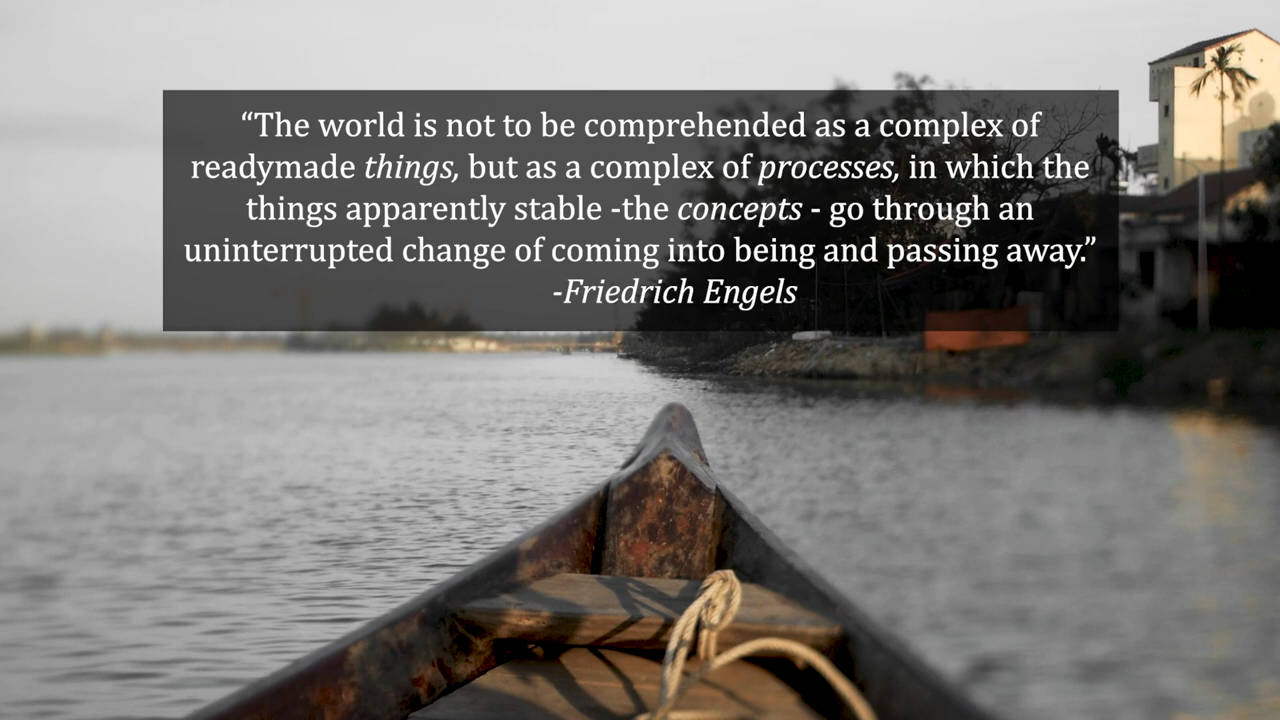 “The world is not to be comprehended as a complex of
readymade things, but as a complex of processes, in which the
things apparently stable -the concepts - go through an
uninterrupted change of coming into being and passing away.”
-Friedrich Engels